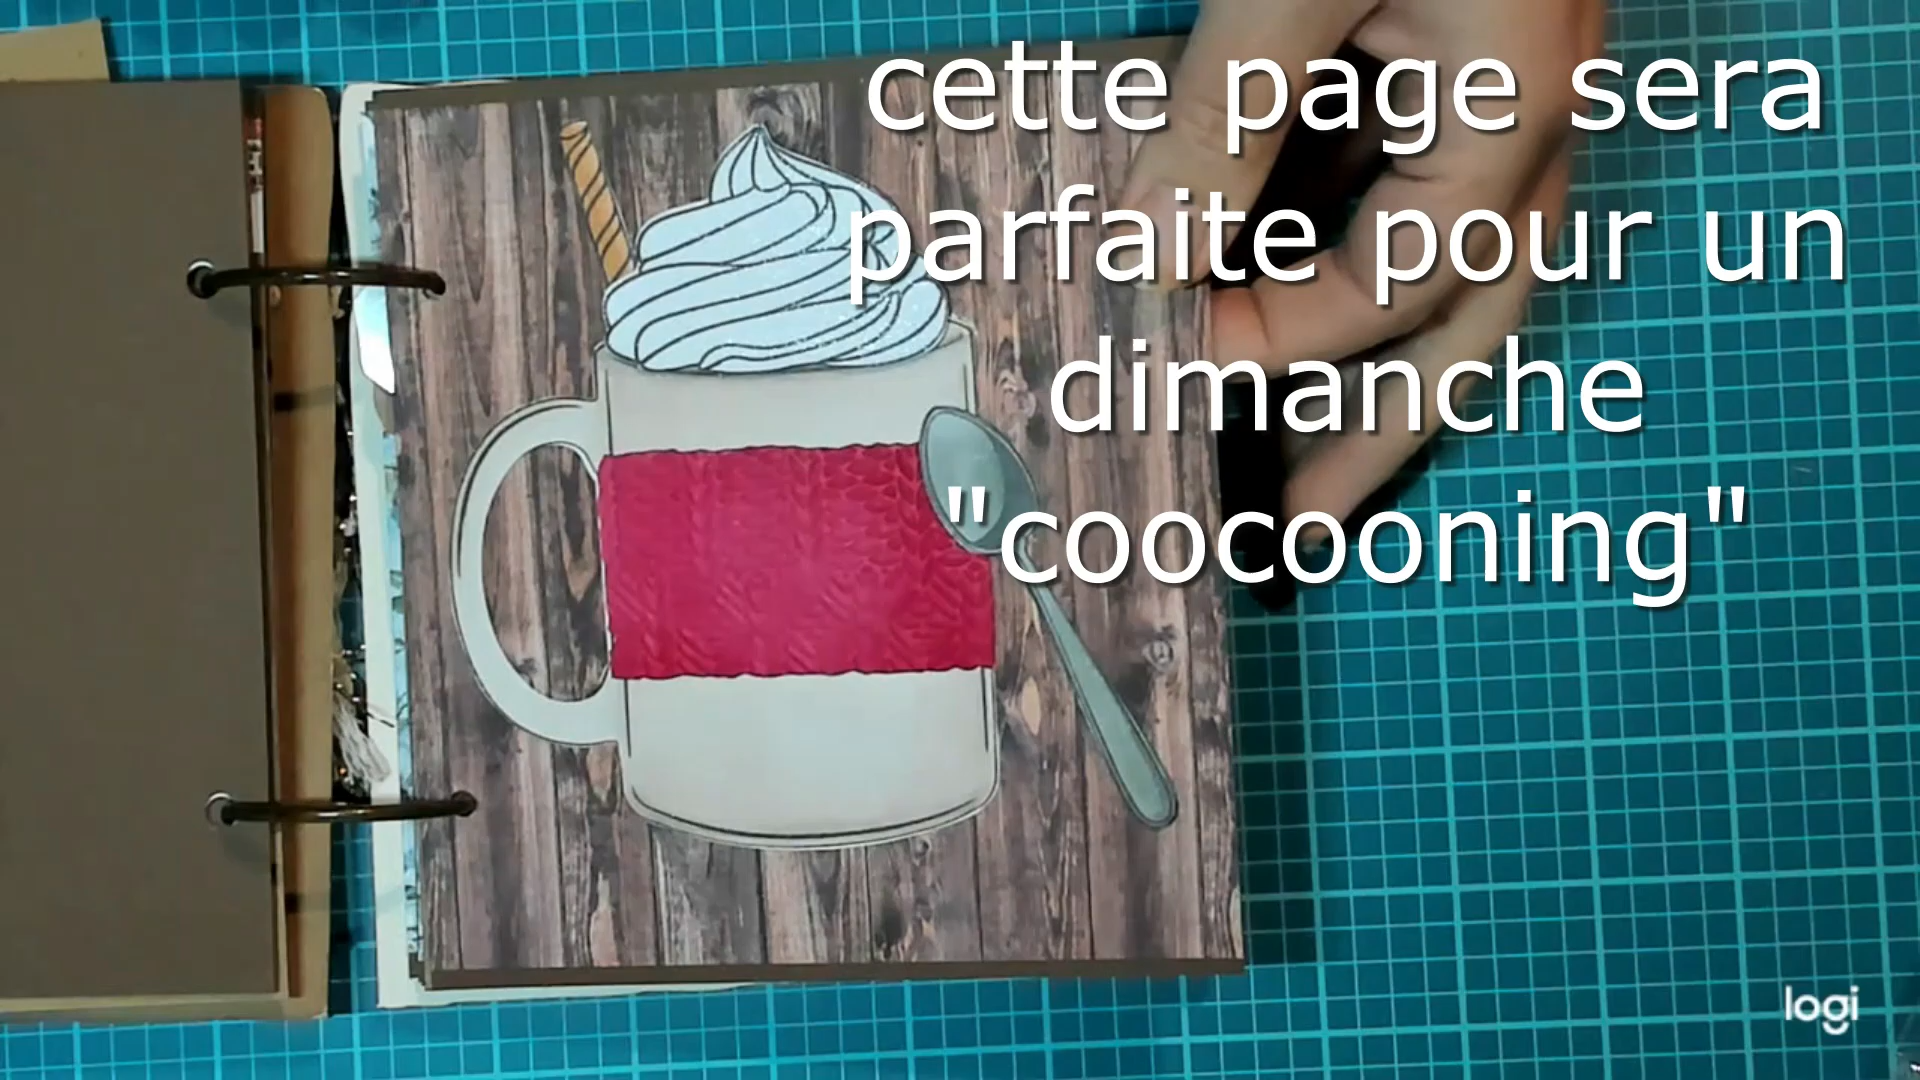 cette page sera
parfaite pour un
dimanche
"coocooning"
logi